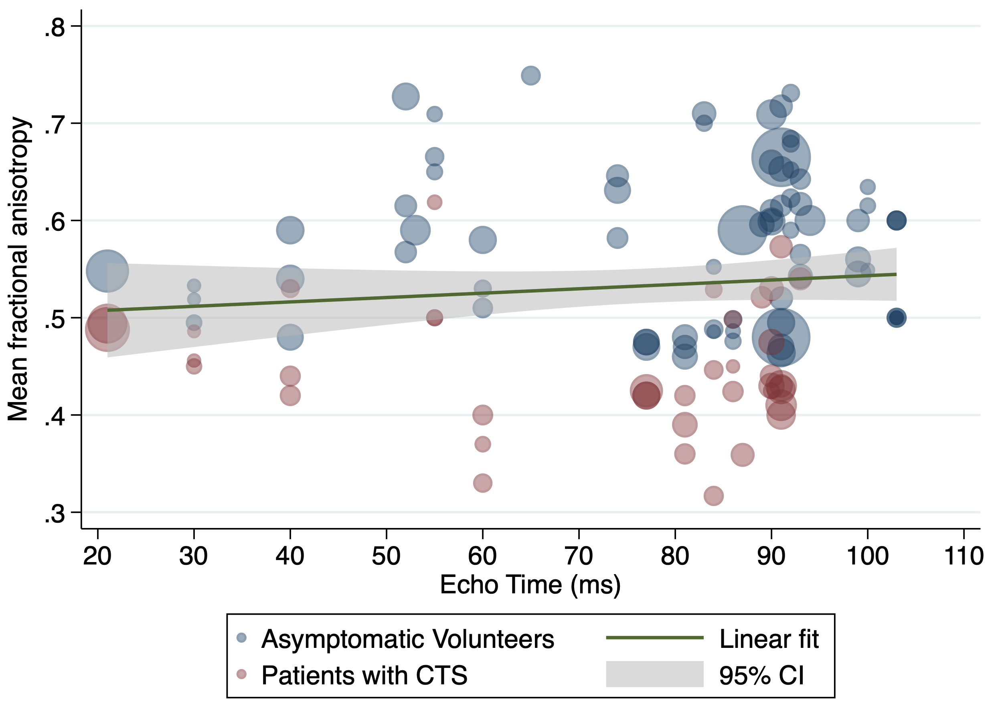 Mean fractional anisotropy
.8
.7
.6
.5
.4
.3
20 30 40 50 60 70 80 90 100 110
Echo Time (ms)
Asymptomatic Volunteers
Linear fit
Patients with CTS
95% CI